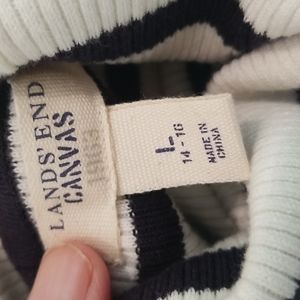 LANDS' END
CANVAS
L
14 - 16
MADE IN
CHINA